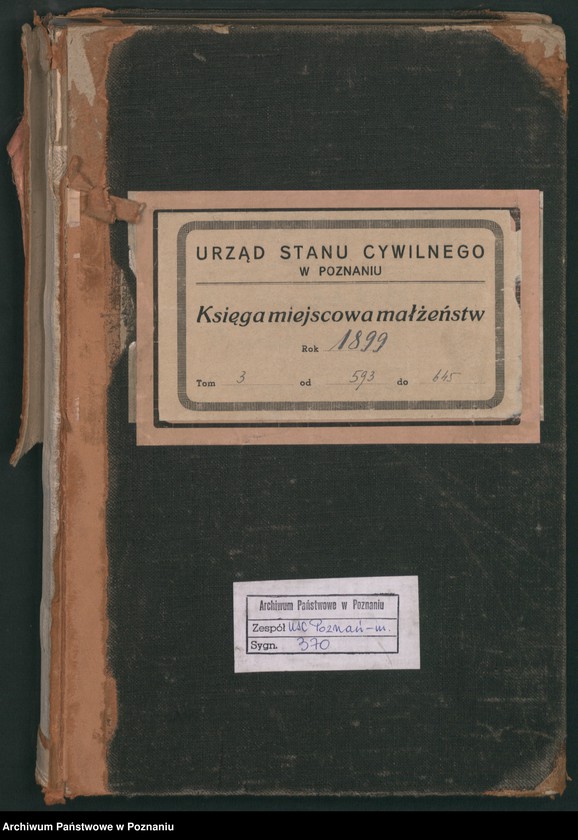 URZĄD STANU CYWILNEGO
W POZNANIU
Księga miejscowa małżeństw
Rok 1899
Tom 3 od 593 do 645
Archiwum Państwowe w Poznaniu
Zespół USC Poznań-m.
Sygn. 370
Archiwum Państwowe w Poznaniu